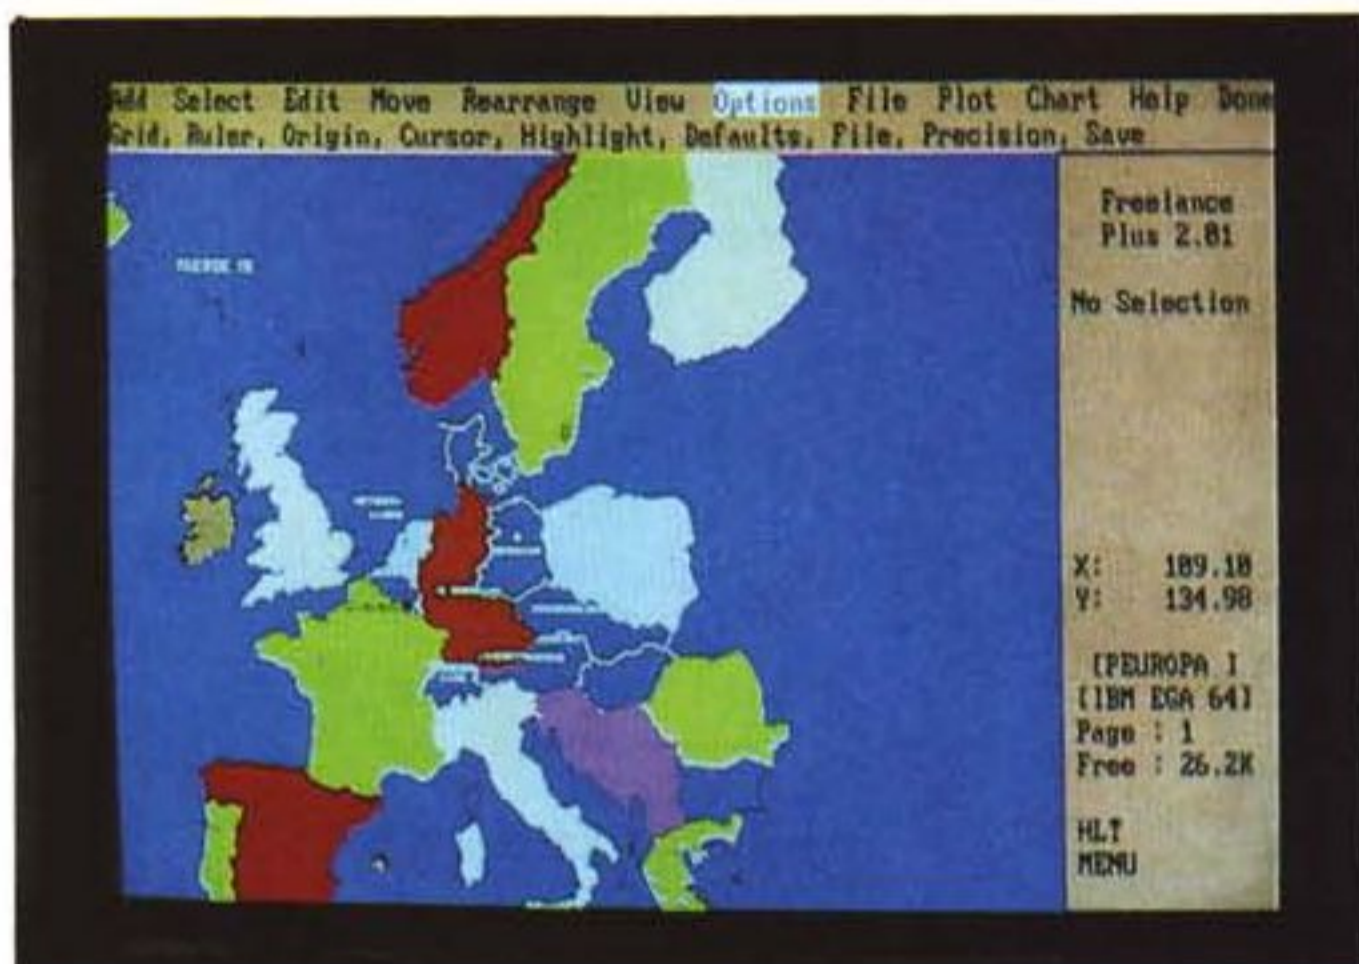 Add Select Edit Move Rearrange View Options File Plot Chart Help Done
Grid, Ruler, Origin, Cursor, Highlight, Defaults, File, Precision, Save
Freelance
Plus 2.01
No Selection
X: 109.10
Y: 134.98
[PEUROPA ]
[IBM EGA 64]
Page : 1
Free : 26.2K
HLT
MENU